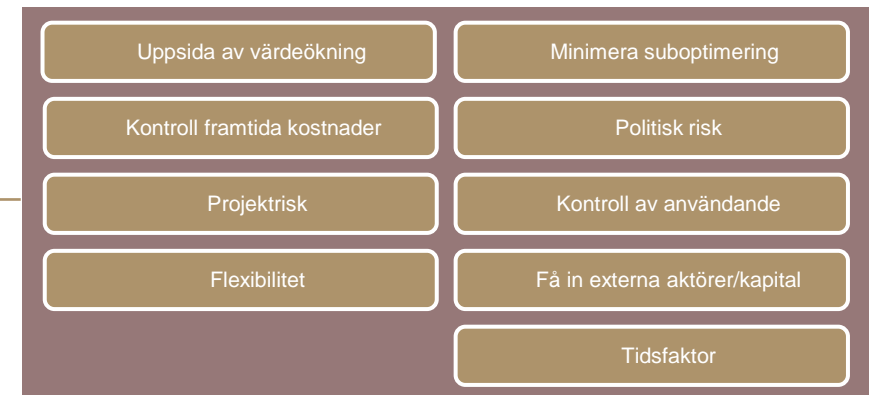 Uppsida av värdeökning
Minimera suboptimering
Kontroll framtida kostnader
Politisk risk
Projektrisk
Kontroll av användande
Flexibilitet
Få in externa aktörer/kapital
Tidsfaktor